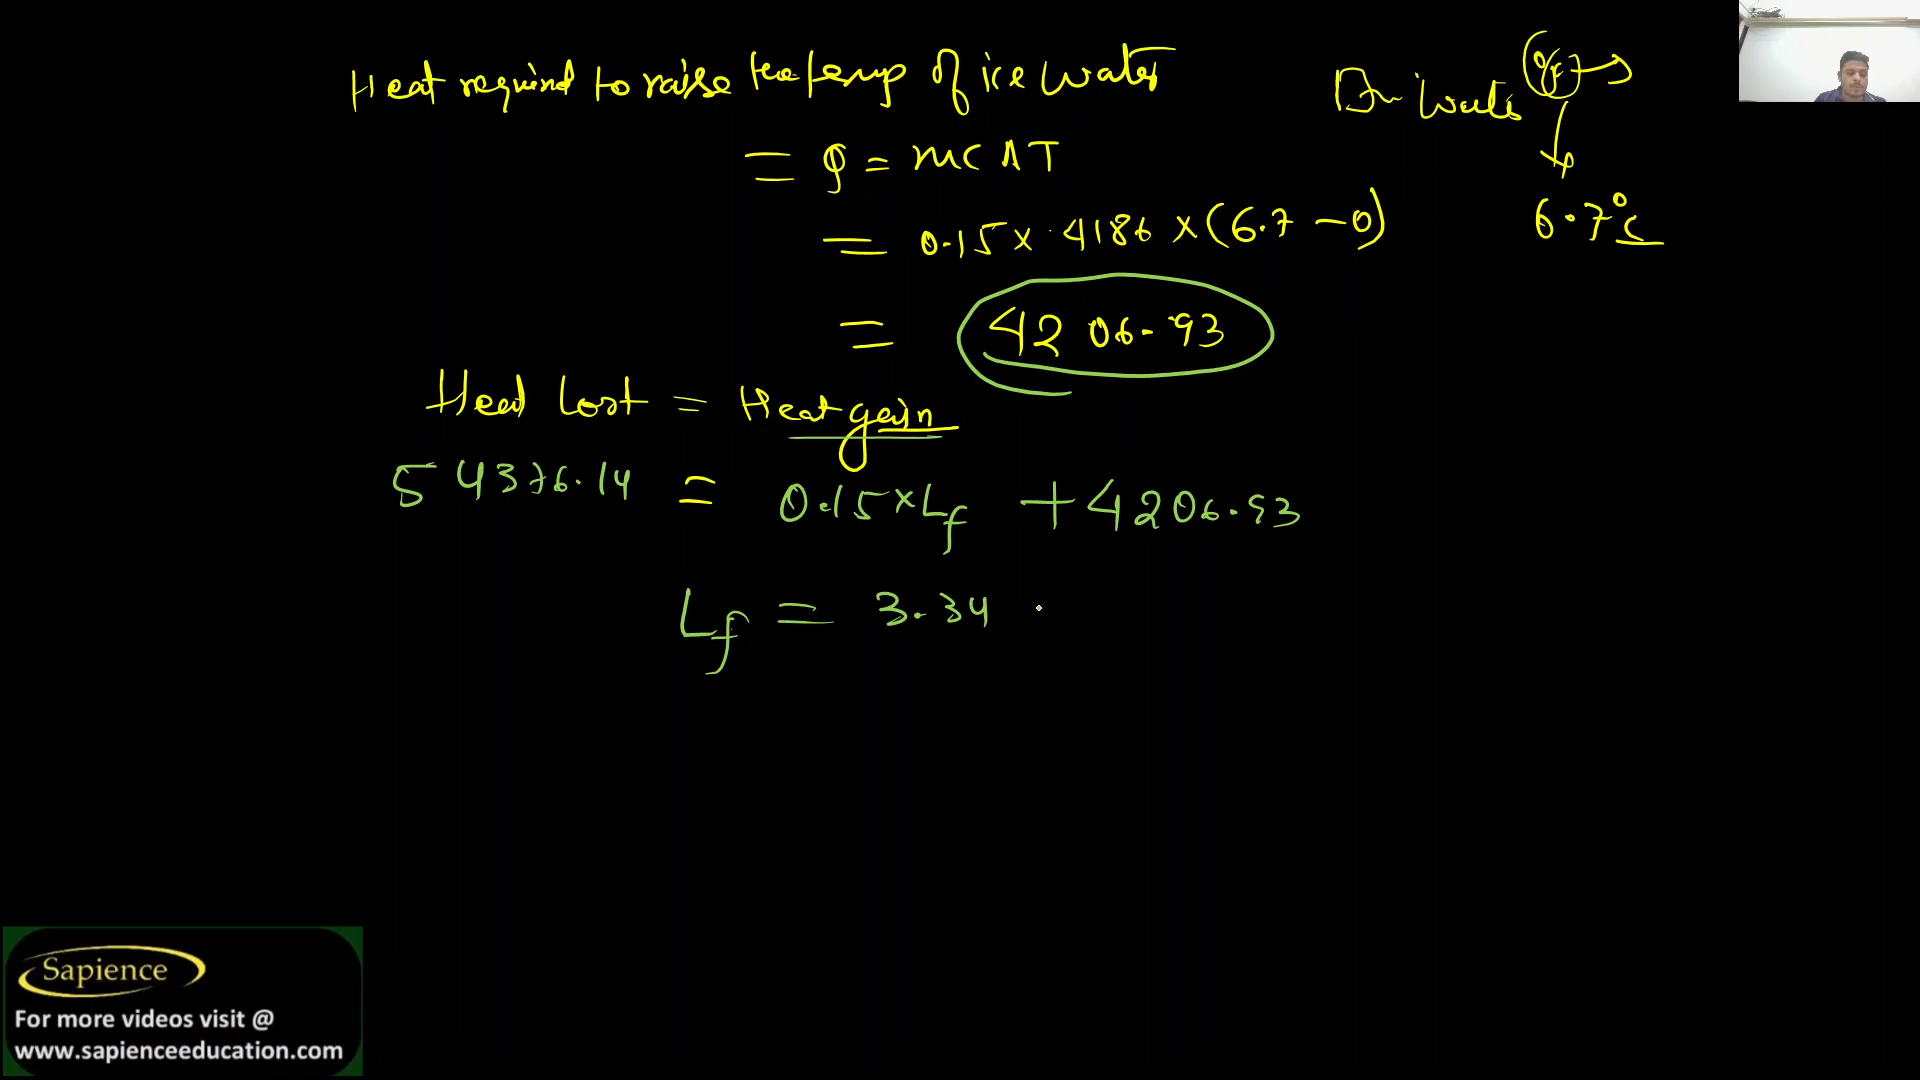 Heat required to raise the temp of ice water
= Q = mCΔT
= 0.15 × 4186 × (6.7 − 0)
6.7°C
= 4206.93
Heat Lost = Heat gain
54376.14 = 0.15 × Lf + 4206.93
Lf = 3.34
Sapience
For more videos visit @
www.sapienceeducation.com